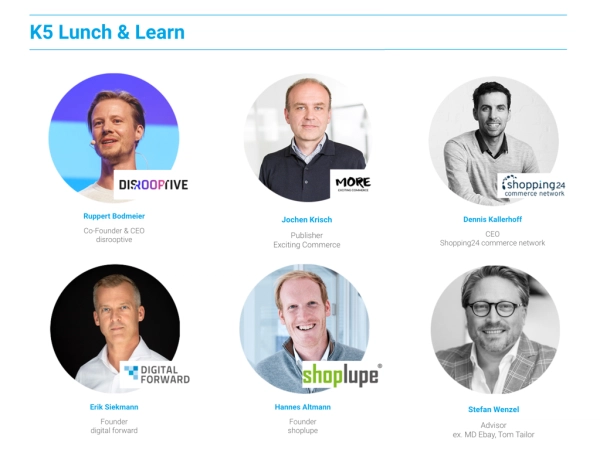 K5 Lunch & Learn
DISROOPTIVE
MORE
EXCITING COMMERCE
shopping24
commerce network
Ruppert Bodmeier
Co-Founder & CEO
disrooptive
Jochen Krisch
Publisher
Exciting Commerce
Dennis Kallerhoff
CEO
Shopping24 commerce network
DIGITAL
FORWARD
shoplupe®
Erik Siekmann
Founder
digital forward
Hannes Altmann
Founder
shoplupe
Stefan Wenzel
Advisor
ex. MD Ebay, Tom Tailor